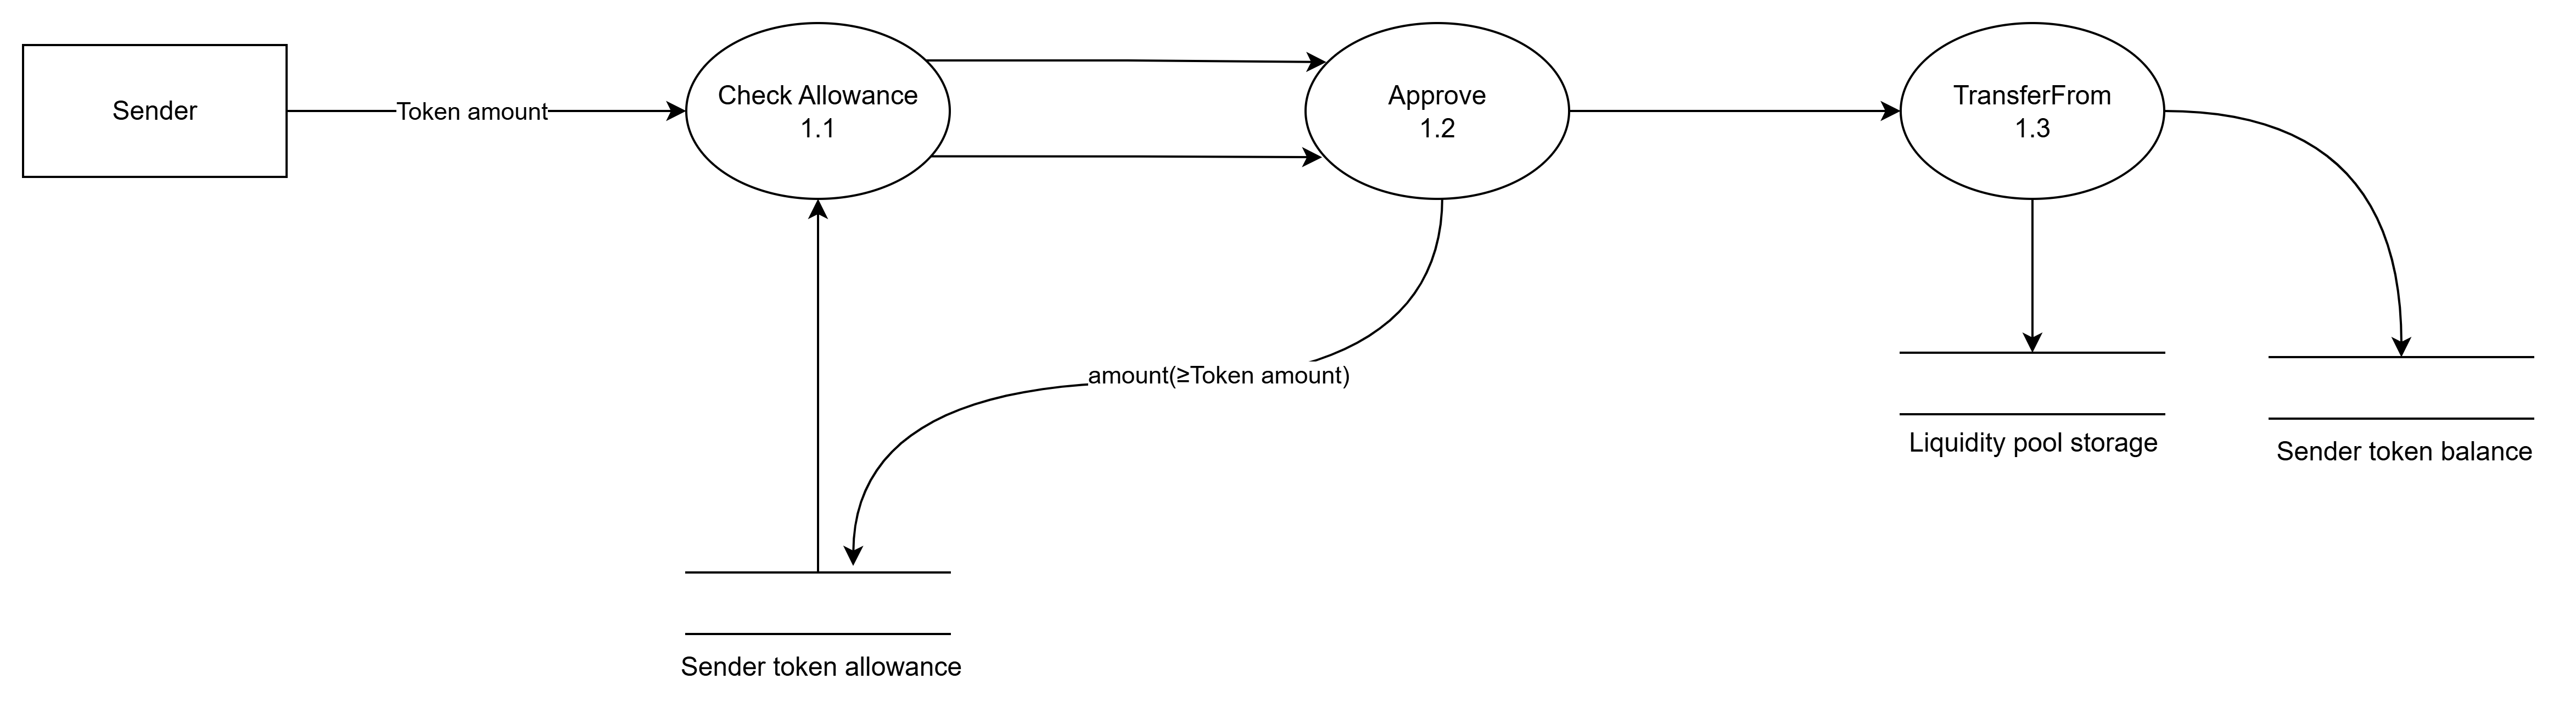 Sender
Token amount
Check Allowance
1.1
Approve
1.2
TransferFrom
1.3
amount(≥Token amount)
Liquidity pool storage
Sender token balance
Sender token allowance